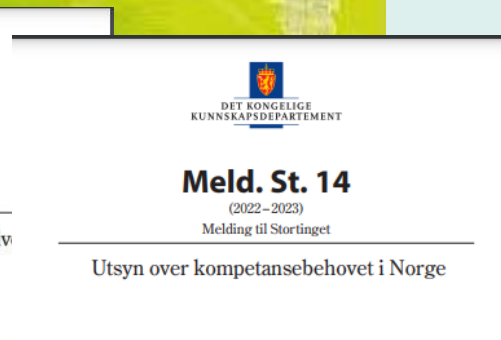 DET KONGELIGE
KUNNSKAPSDEPARTEMENT
Meld. St. 14
(2022–2023)
Melding til Stortinget
Utsyn over kompetansebehovet i Norge